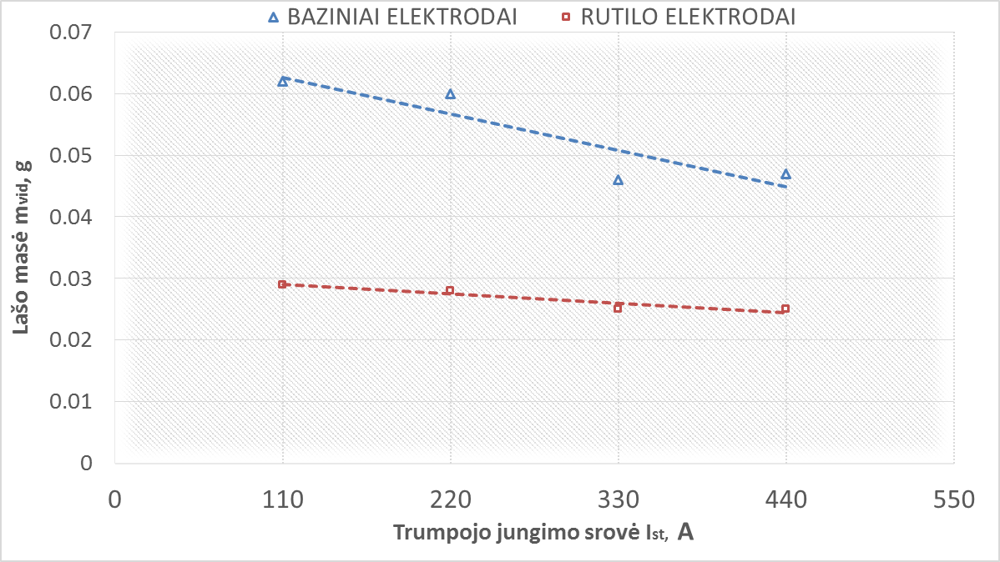 BAZINIAI ELEKTRODAI RUTILO ELEKTRODAI
0.07
0.06
0.05
0.04
0.03
0.02
0.01
0
Lašo masė mvid, g
0 110 220 330 440 550
Trumpojo jungimo srovė Ist, A